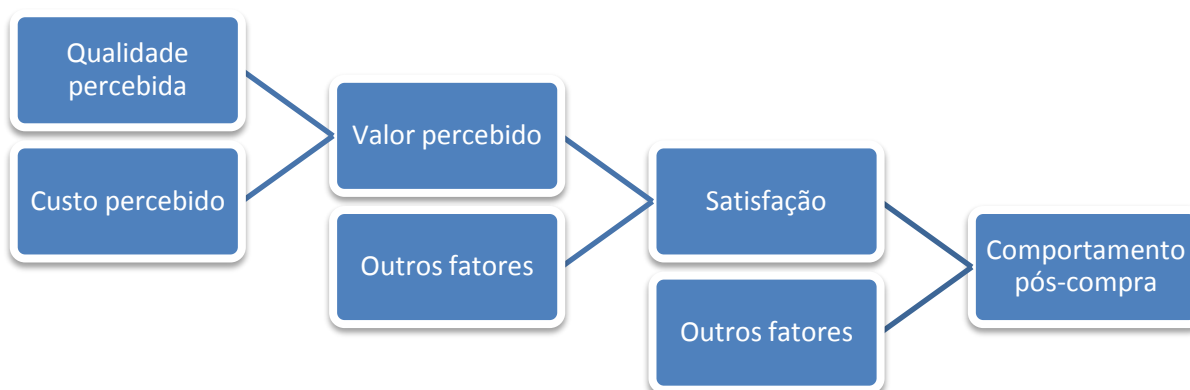 Qualidade
percebida
Custo percebido
Valor percebido
Outros fatores
Satisfação
Outros fatores
Comportamento
pós-compra